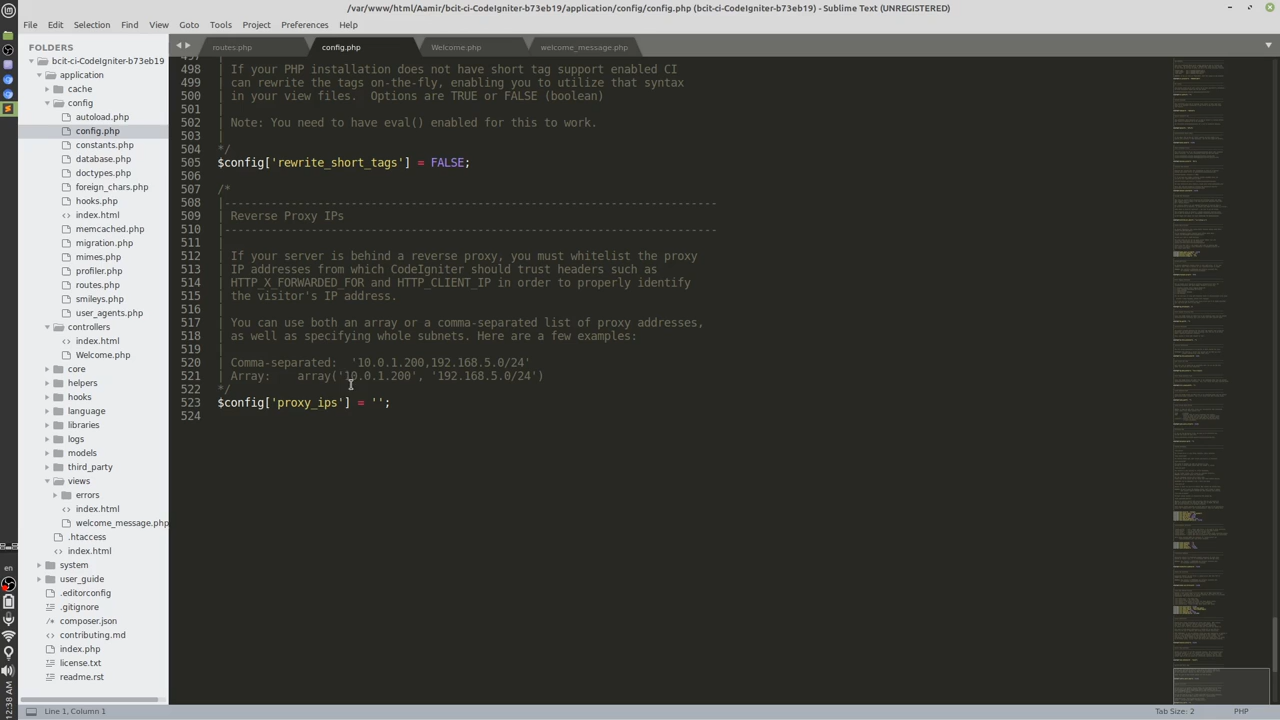 /var/www/html/Aamir/bcit-ci-CodeIgniter-b73eb19/application/config/config.php (bcit-ci-CodeIgniter-b73eb19) - Sublime Text (UNREGISTERED)
File Edit Selection Find View Goto Tools Project Preferences Help
FOLDERS
bcit-ci-CodeIgniter-b73eb19
application
cache
config
autoload.php
config.php
constants.php
database.php
doctypes.php
foreign_chars.php
hooks.php
index.html
memcached.php
migration.php
mimes.php
profiler.php
routes.php
smileys.php
user_agents.php
controllers
index.html
Welcome.php
core
helpers
hooks
language
libraries
logs
models
third_party
views
errors
index.html
welcome_message.php
.htaccess
index.html
system
user_guide
.editorconfig
.gitignore
composer.json
contributing.md
index.php
license.txt
readme.rst
routes.php config.php Welcome.php welcome_message.php
497 |
498 | If your PHP installation does not have short tag support enabled CI
499 | can rewrite the tags on-the-fly, enabling you to utilize that syntax
500 | in your view files.  Options are TRUE or FALSE (boolean)
501 |
502 | Note: You need to have eval() enabled for this to work.
503 |
504 */
505 $config['rewrite_short_tags'] = FALSE;
506
507 /*
508 |--------------------------------------------------------------------------
509 | Reverse Proxy IPs
510 |--------------------------------------------------------------------------
511 |
512 | If your server is behind a reverse proxy, you must whitelist the proxy
513 | IP addresses from which CodeIgniter should trust headers such as
514 | HTTP_X_FORWARDED_FOR and HTTP_CLIENT_IP in order to properly identify
515 | the visitor's IP address.
516 |
517 | You can use both an array or a comma-separated list of proxy addresses,
518 | as well as specifying whole subnets. Here are a few examples:
519 |
520 | Comma-separated: '10.0.1.200,192.168.5.0/24'
521 | Array: array('10.0.1.200', '192.168.5.0/24')
522 */
523 $config['proxy_ips'] = '';
524
en
12:38 AM
Line 1, Column 1
Tab Size: 2
PHP